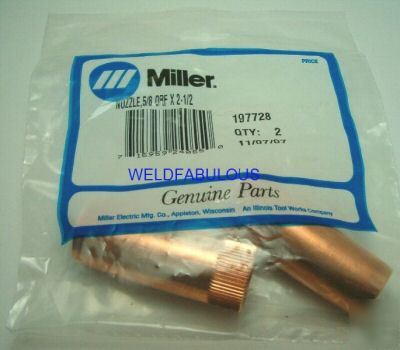 PRICE
Miller.
NOZZLE,5/8 ORF X 2-1/2
197728
QTY: 2
11/07/07
WELDFABULOUS
Genuine Parts
Miller Electric Mfg. Co., Appleton, Wisconsin An Illinois Tool Works Company